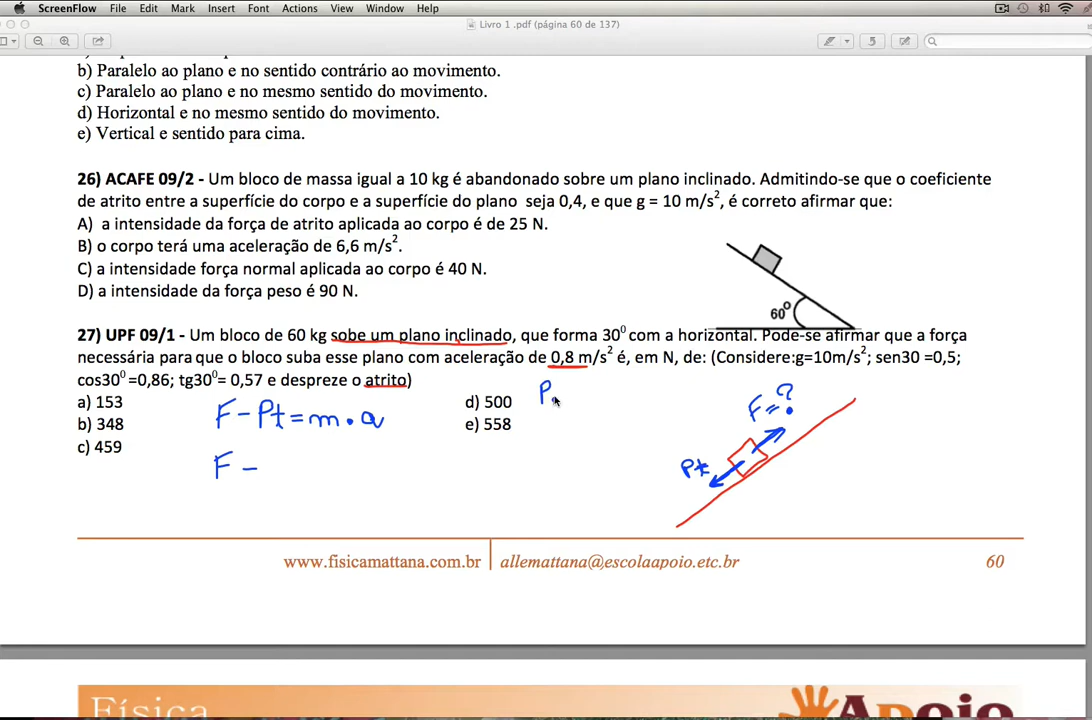 ScreenFlow File Edit Mark Insert Font Actions View Window Help
Livro 1 .pdf (página 60 de 137)
b) Paralelo ao plano e no sentido contrário ao movimento.
c) Paralelo ao plano e no mesmo sentido do movimento.
d) Horizontal e no mesmo sentido do movimento.
e) Vertical e sentido para cima.
26) ACAFE 09/2 - Um bloco de massa igual a 10 kg é abandonado sobre um plano inclinado. Admitindo-se que o coeficiente
de atrito entre a superfície do corpo e a superfície do plano seja 0,4, e que g = 10 m/s², é correto afirmar que:
A) a intensidade da força de atrito aplicada ao corpo é de 25 N.
B) o corpo terá uma aceleração de 6,6 m/s².
C) a intensidade força normal aplicada ao corpo é 40 N.
D) a intensidade da força peso é 90 N.
60⁰
27) UPF 09/1 - Um bloco de 60 kg sobe um plano inclinado, que forma 30⁰ com a horizontal. Pode-se afirmar que a força
necessária para que o bloco suba esse plano com aceleração de 0,8 m/s² é, em N, de: (Considere:g=10m/s²; sen30 =0,5;
cos30⁰ =0,86; tg30⁰= 0,57 e despreze o atrito)
a) 153
b) 348
c) 459
d) 500
e) 558
F - Pt = m . a
F -
P
F = ?
Pt
www.fisicamattana.com.br | allemattana@escolaapoio.etc.br 60
Física
Apoio